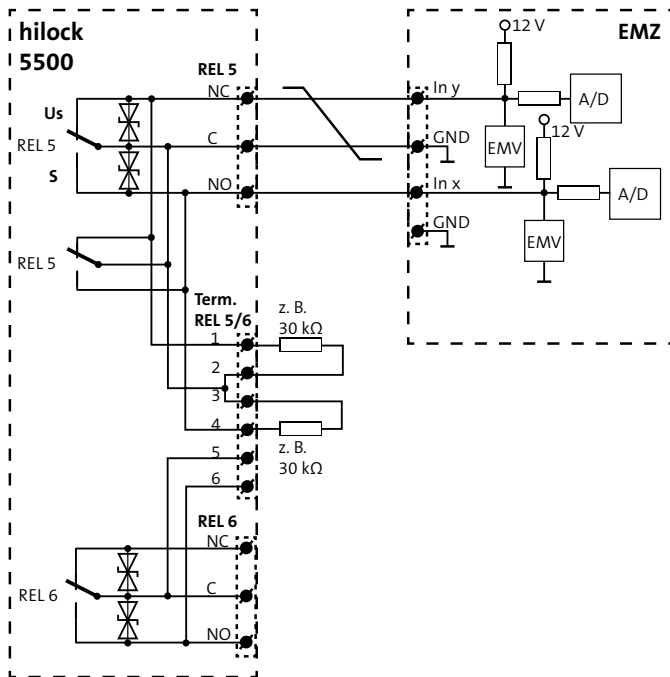 hilock
5500
EMZ
12 V
REL 5
NC
In y
A/D
Us
12 V
REL 5
C
GND
EMV
S
NO
In x
A/D
GND
EMV
REL 5
Term.
REL 5/6
z. B.
30 kΩ
1
2
3
4
z. B.
30 kΩ
5
6
REL 6
NC
REL 6
C
NO